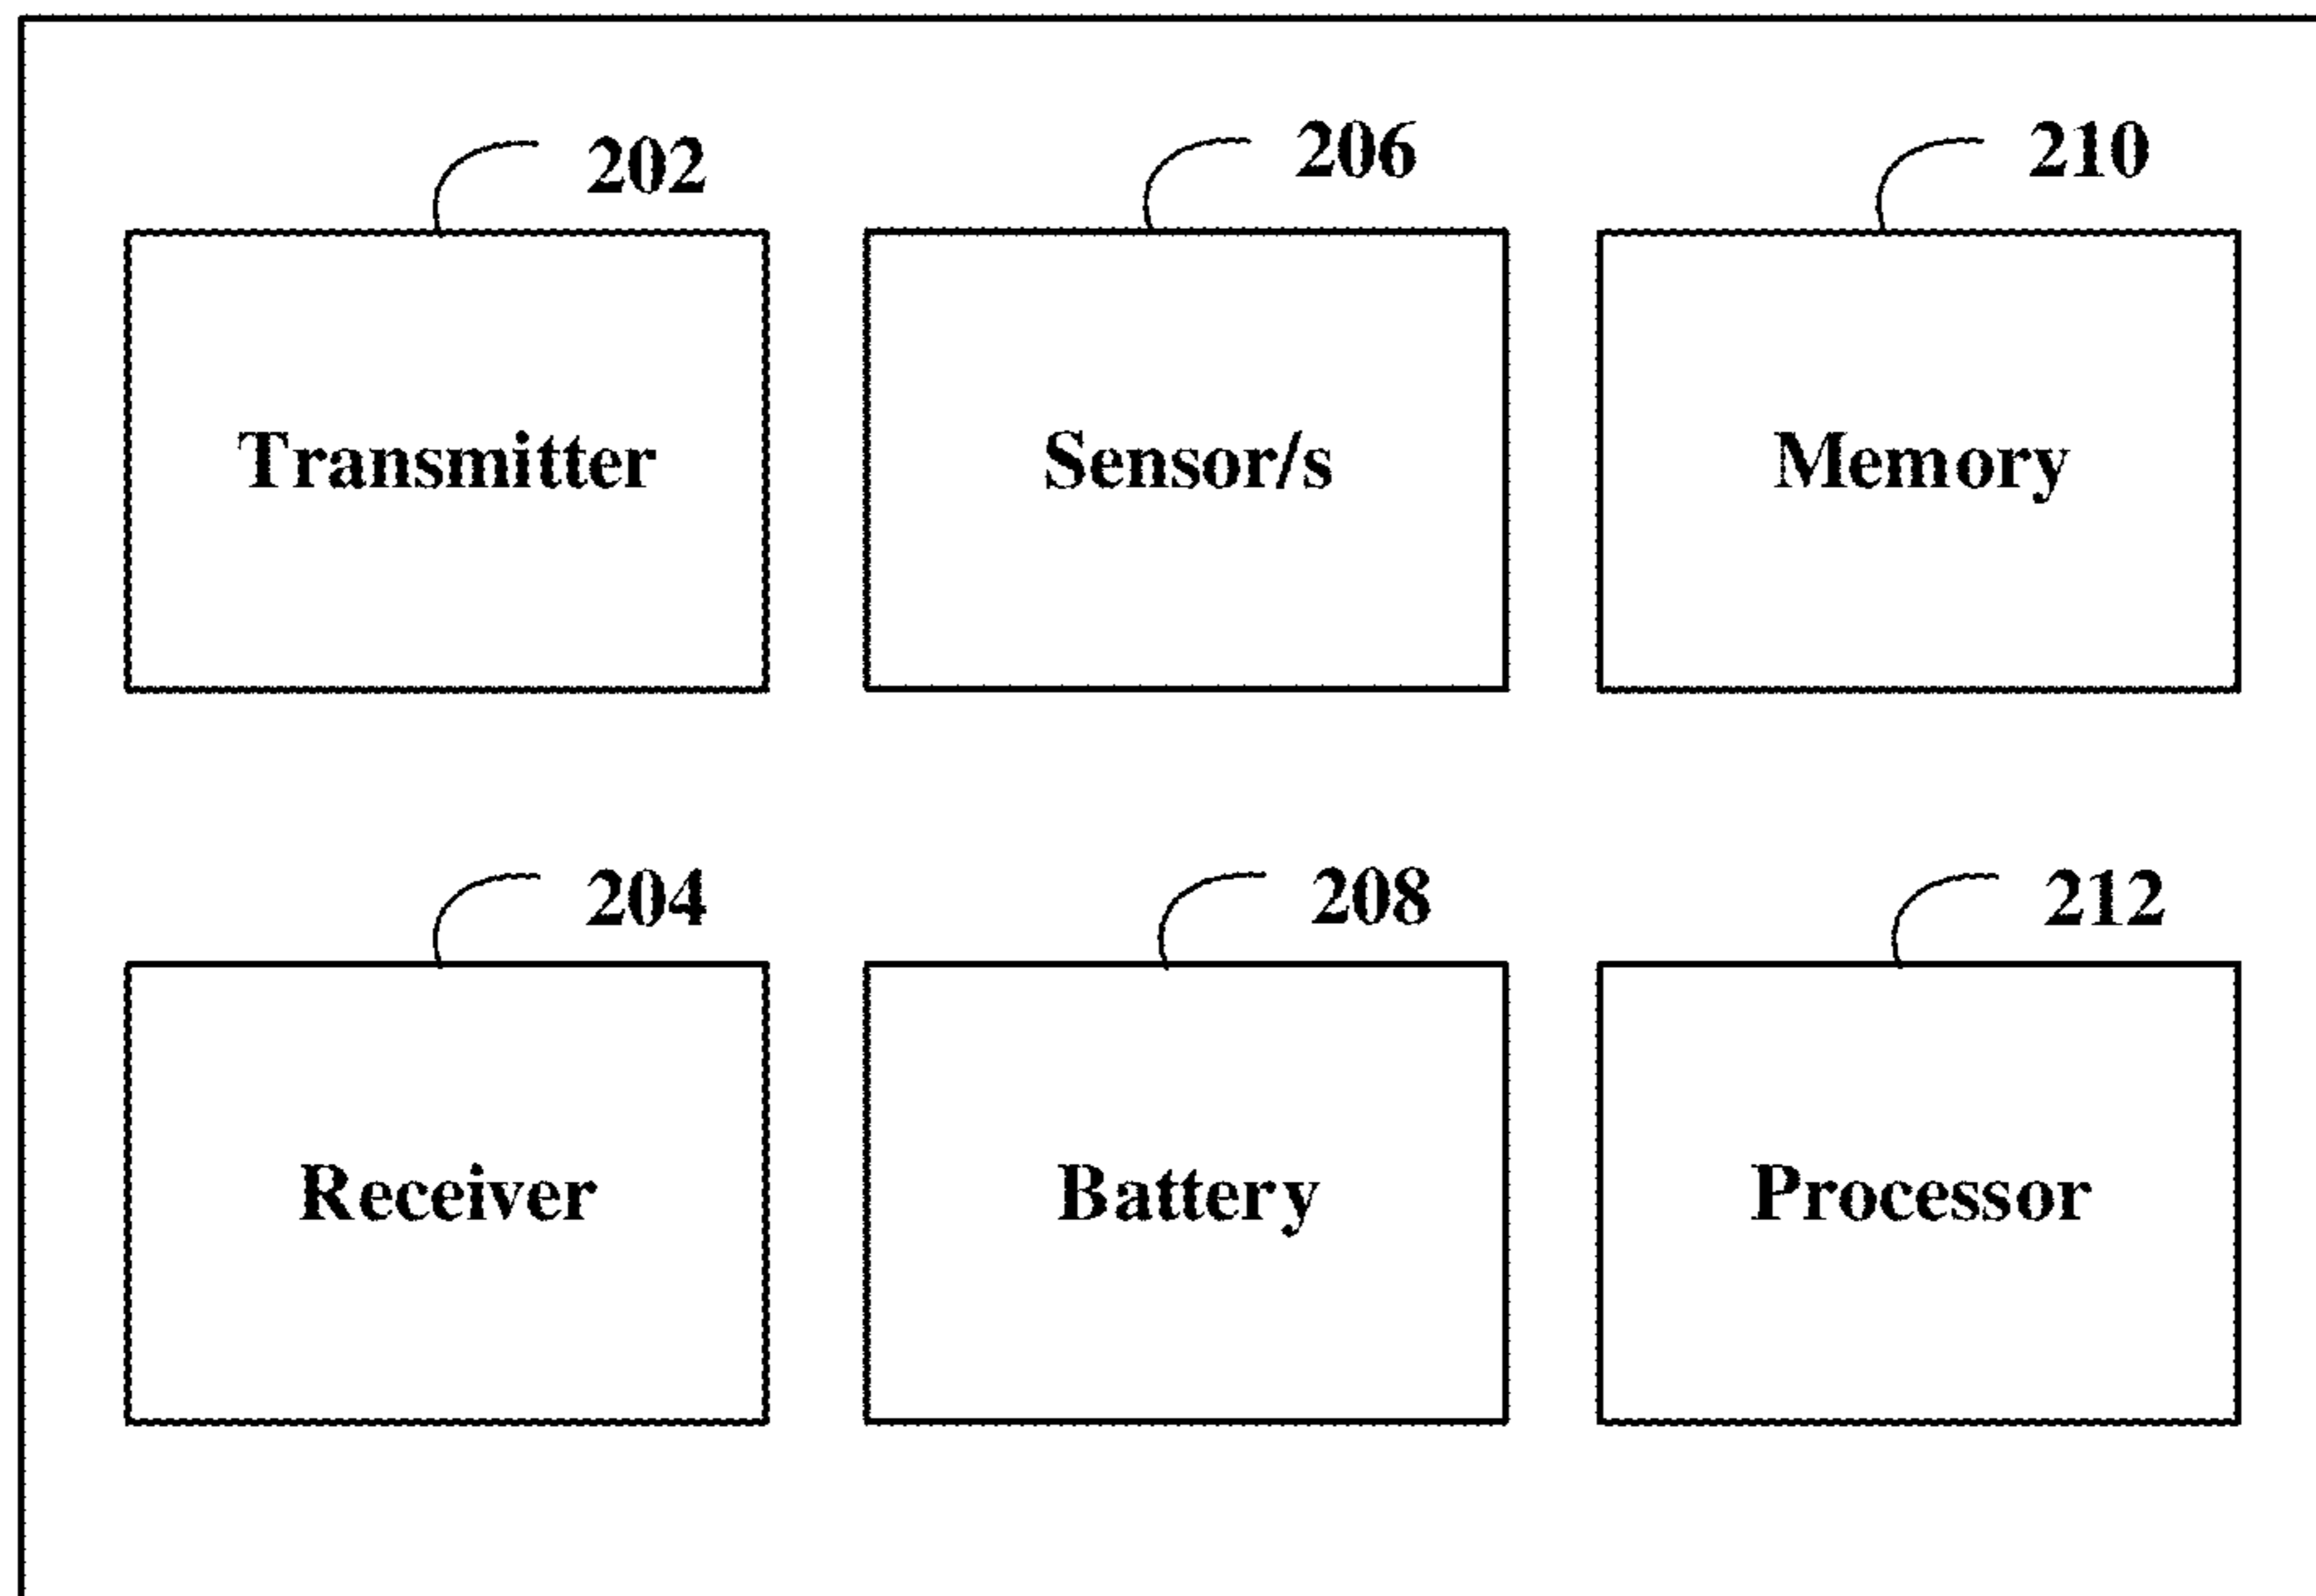 202
206
210
Transmitter
Sensor/s
Memory
204
208
212
Receiver
Battery
Processor